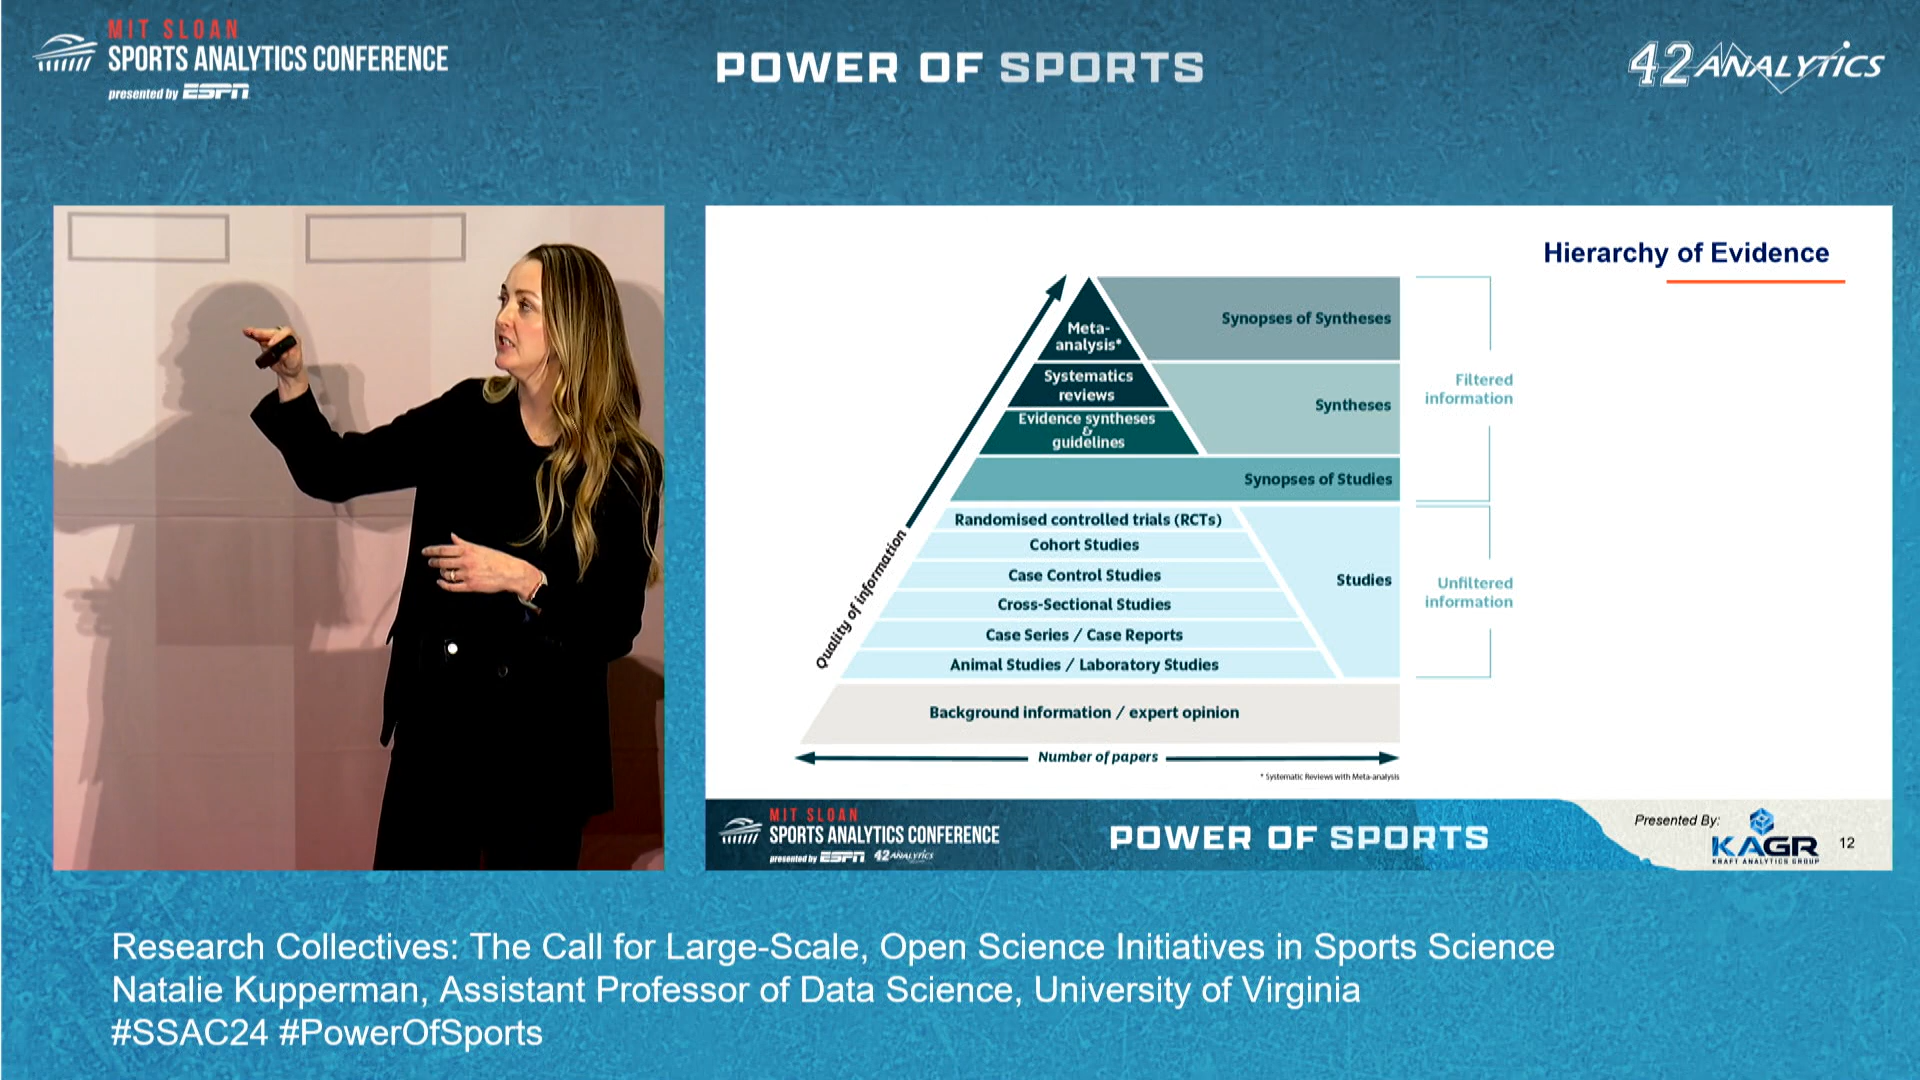 MIT SLOAN
SPORTS ANALYTICS CONFERENCE
presented by ESPN
POWER OF SPORTS
42 ANALYTICS
Hierarchy of Evidence
Meta-
analysis*
Systematics
reviews
Evidence syntheses
&
guidelines
Synopses of Syntheses
Syntheses
Synopses of Studies
Filtered
information
Randomised controlled trials (RCTs)
Cohort Studies
Case Control Studies
Cross-Sectional Studies
Case Series / Case Reports
Animal Studies / Laboratory Studies
Studies
Unfiltered
information
Background information / expert opinion
Quality of information
Number of papers
* Systematic Reviews with Meta-analysis
MIT SLOAN
SPORTS ANALYTICS CONFERENCE
presented by ESPN 42 ANALYTICS
POWER OF SPORTS
Presented By:
KAGR
KRAFT ANALYTICS GROUP
12
Research Collectives: The Call for Large-Scale, Open Science Initiatives in Sports Science
Natalie Kupperman, Assistant Professor of Data Science, University of Virginia
#SSAC24 #PowerOfSports